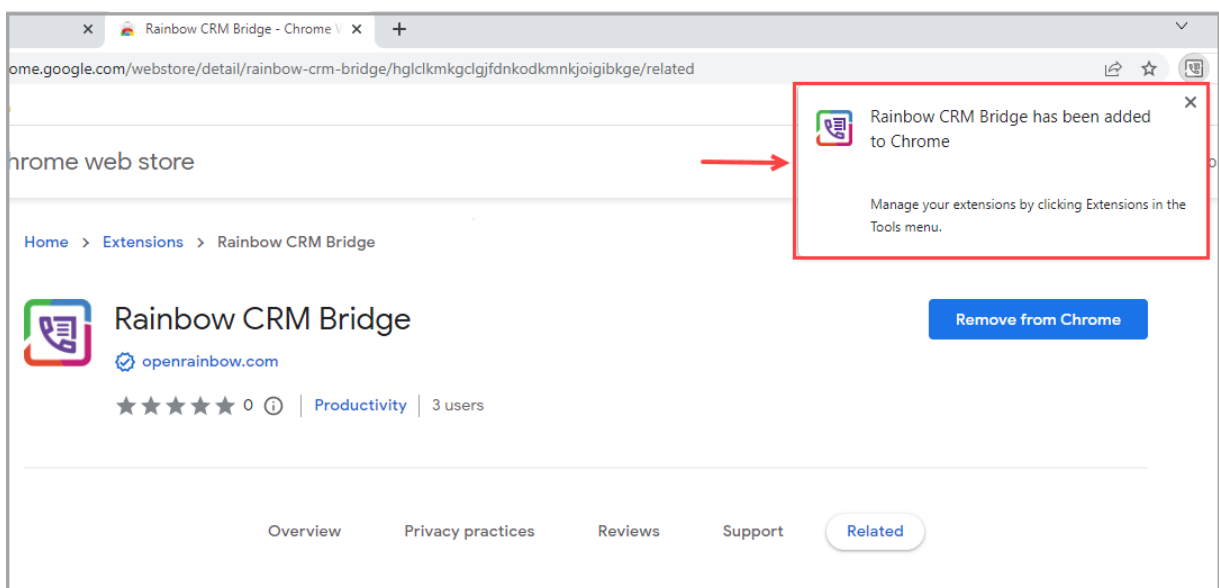 Rainbow CRM Bridge - Chrome
ome.google.com/webstore/detail/rainbow-crm-bridge/hglclkmkgclgjfdnkodkmnkjoigibkge/related
Rainbow CRM Bridge has been added
to Chrome
Manage your extensions by clicking Extensions in the
Tools menu.
hrome web store
Home > Extensions > Rainbow CRM Bridge
Rainbow CRM Bridge
Remove from Chrome
openrainbow.com
0 | Productivity | 3 users
Overview Privacy practices Reviews Support Related